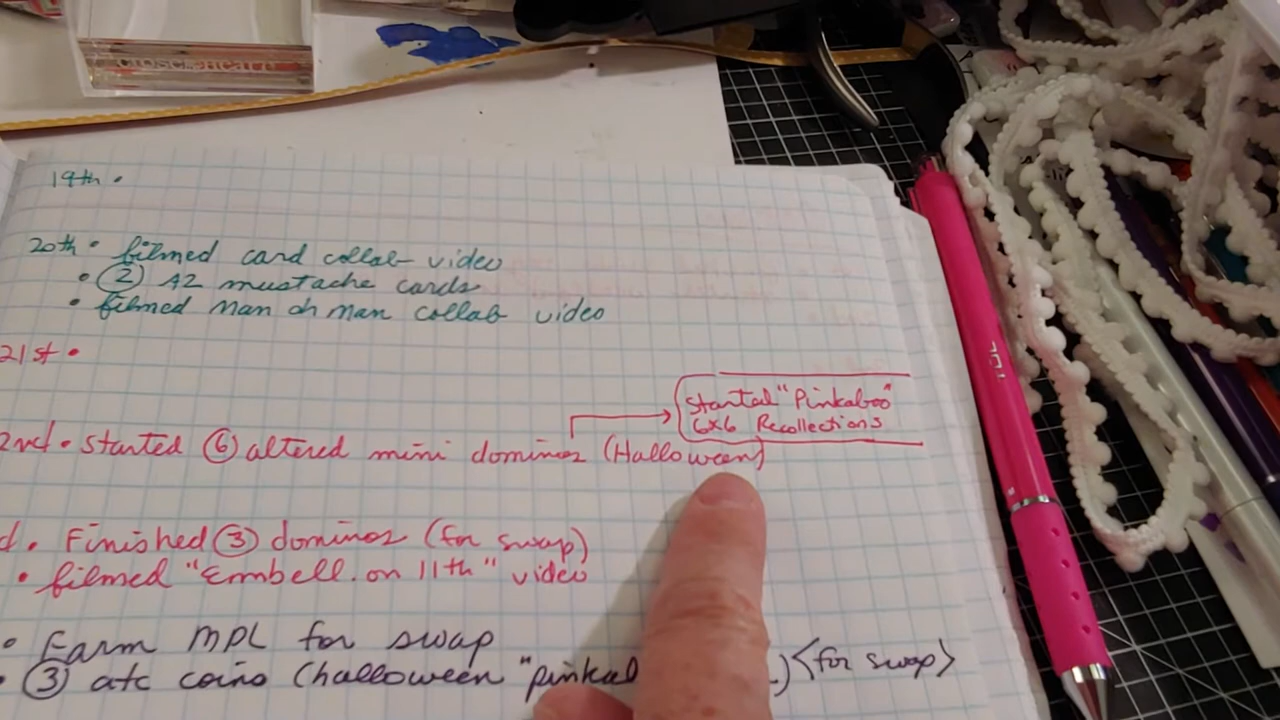 19th •
20th • filmed card collab video
• (2) A2 mustache cards
• filmed Man oh Man collab video
21st •
started "Pinkaboo"
6x6 Recollections
2nd • started (6) altered mini dominos (Halloween)
d. Finished (3) dominos (for swap)
• filmed "Embell. on 11th" video
• Farm MPL for swap
• (3) atc coins (halloween "pinkal ) <for swap>